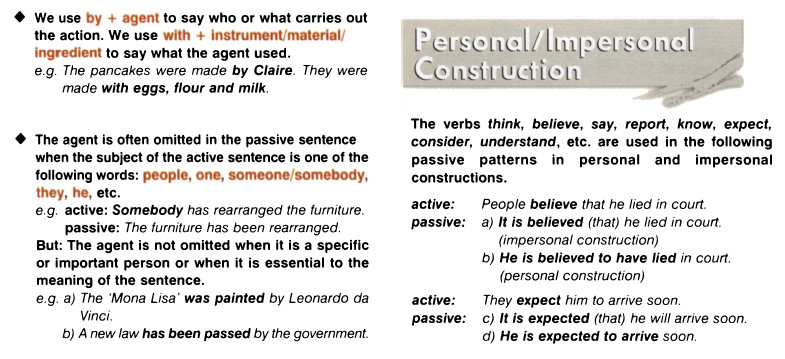 ◆ We use by + agent to say who or what carries out
the action. We use with + instrument/material/
ingredient to say what the agent used.
e.g. The pancakes were made by Claire. They were
made with eggs, flour and milk.
◆ The agent is often omitted in the passive sentence
when the subject of the active sentence is one of the
following words: people, one, someone/somebody,
they, he, etc.
e.g. active: Somebody has rearranged the furniture.
passive: The furniture has been rearranged.
But: The agent is not omitted when it is a specific
or important person or when it is essential to the
meaning of the sentence.
e.g. a) The 'Mona Lisa' was painted by Leonardo da
Vinci.
b) A new law has been passed by the government.
Personal/Impersonal
Construction
The verbs think, believe, say, report, know, expect,
consider, understand, etc. are used in the following
passive patterns in personal and impersonal
constructions.
active: People believe that he lied in court.
passive: a) It is believed (that) he lied in court.
(impersonal construction)
b) He is believed to have lied in court.
(personal construction)
active: They expect him to arrive soon.
passive: c) It is expected (that) he will arrive soon.
d) He is expected to arrive soon.